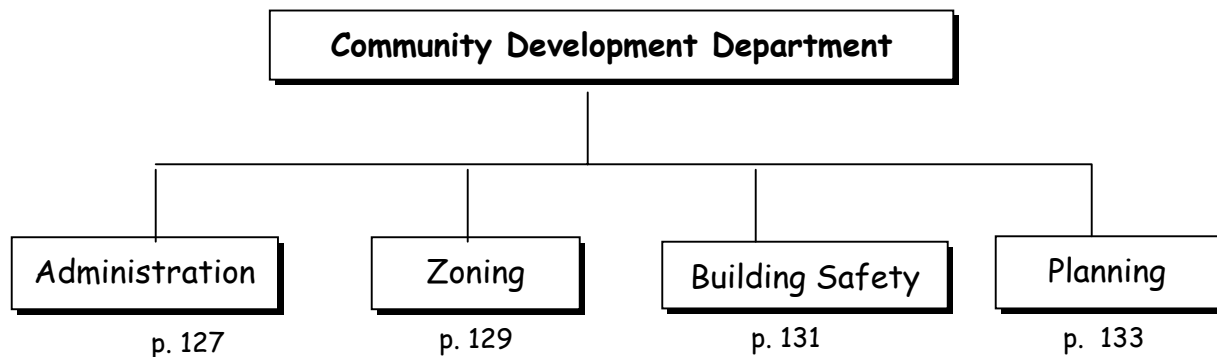 Community Development Department
Administration
Zoning
Building Safety
Planning
p. 127
p. 129
p. 131
p. 133